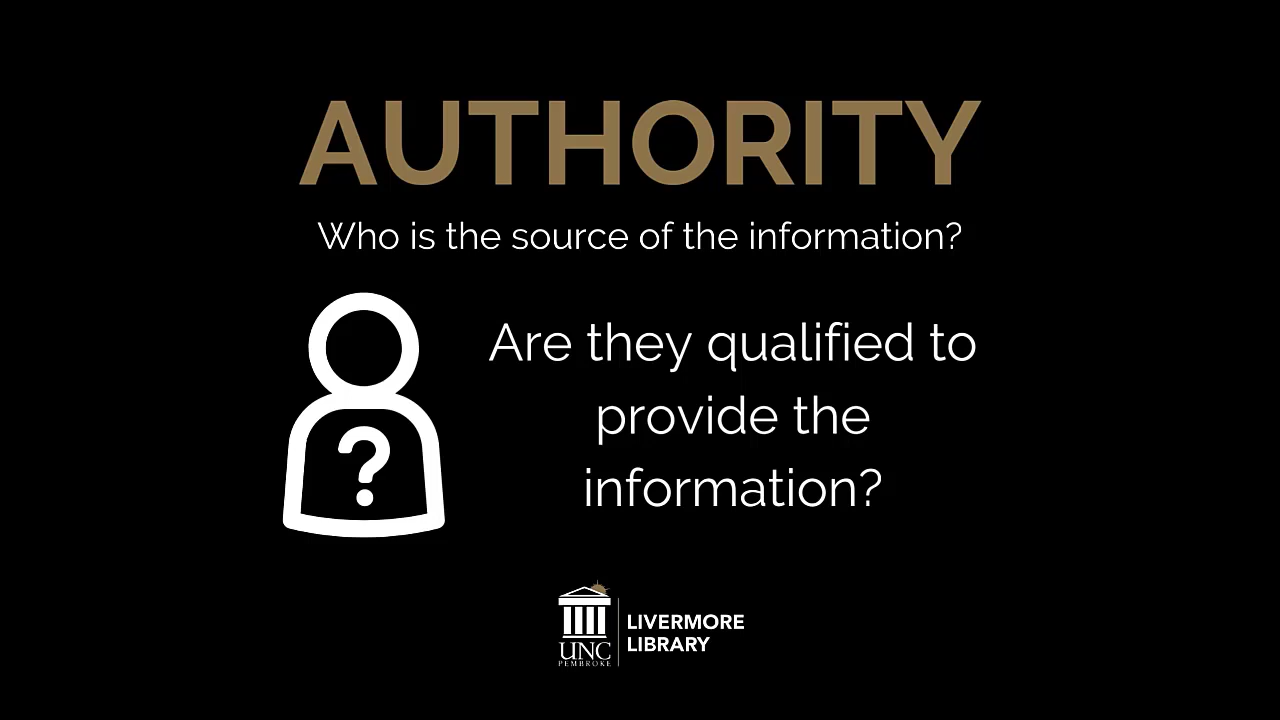 AUTHORITY
Who is the source of the information?
Are they qualified to
provide the
information?
?
UNC
PEMBROKE
LIVERMORE
LIBRARY